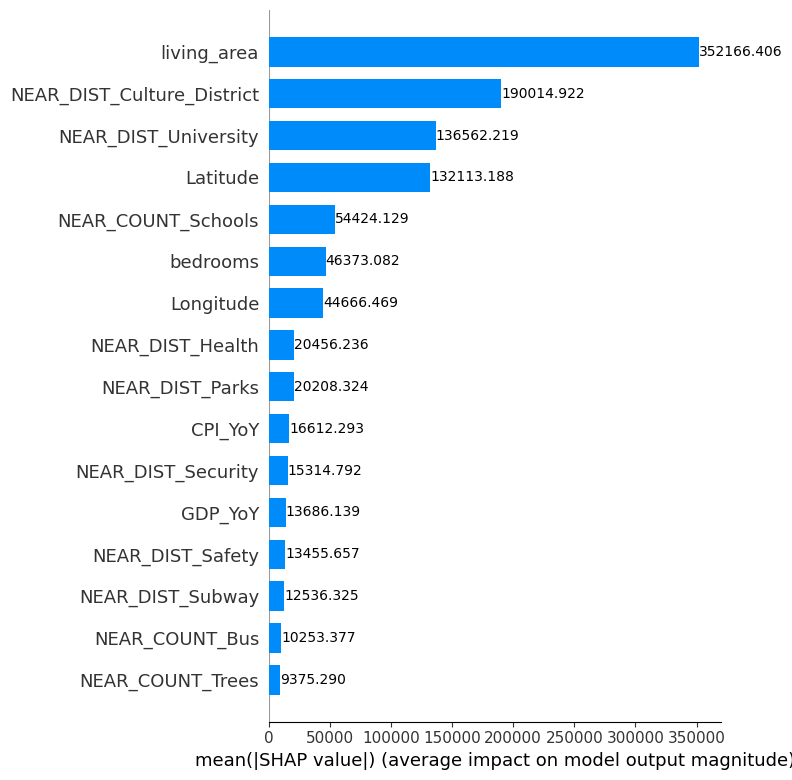 living_area 352166.406
NEAR_DIST_Culture_District 190014.922
NEAR_DIST_University 136562.219
Latitude 132113.188
NEAR_COUNT_Schools 54424.129
bedrooms 46373.082
Longitude 44666.469
NEAR_DIST_Health 20456.236
NEAR_DIST_Parks 20208.324
CPI_YoY 16612.293
NEAR_DIST_Security 15314.792
GDP_YoY 13686.139
NEAR_DIST_Safety 13455.657
NEAR_DIST_Subway 12536.325
NEAR_COUNT_Bus 10253.377
NEAR_COUNT_Trees 9375.290
0 50000 100000 150000 200000 250000 300000 350000
mean(|SHAP value|) (average impact on model output magnitude)